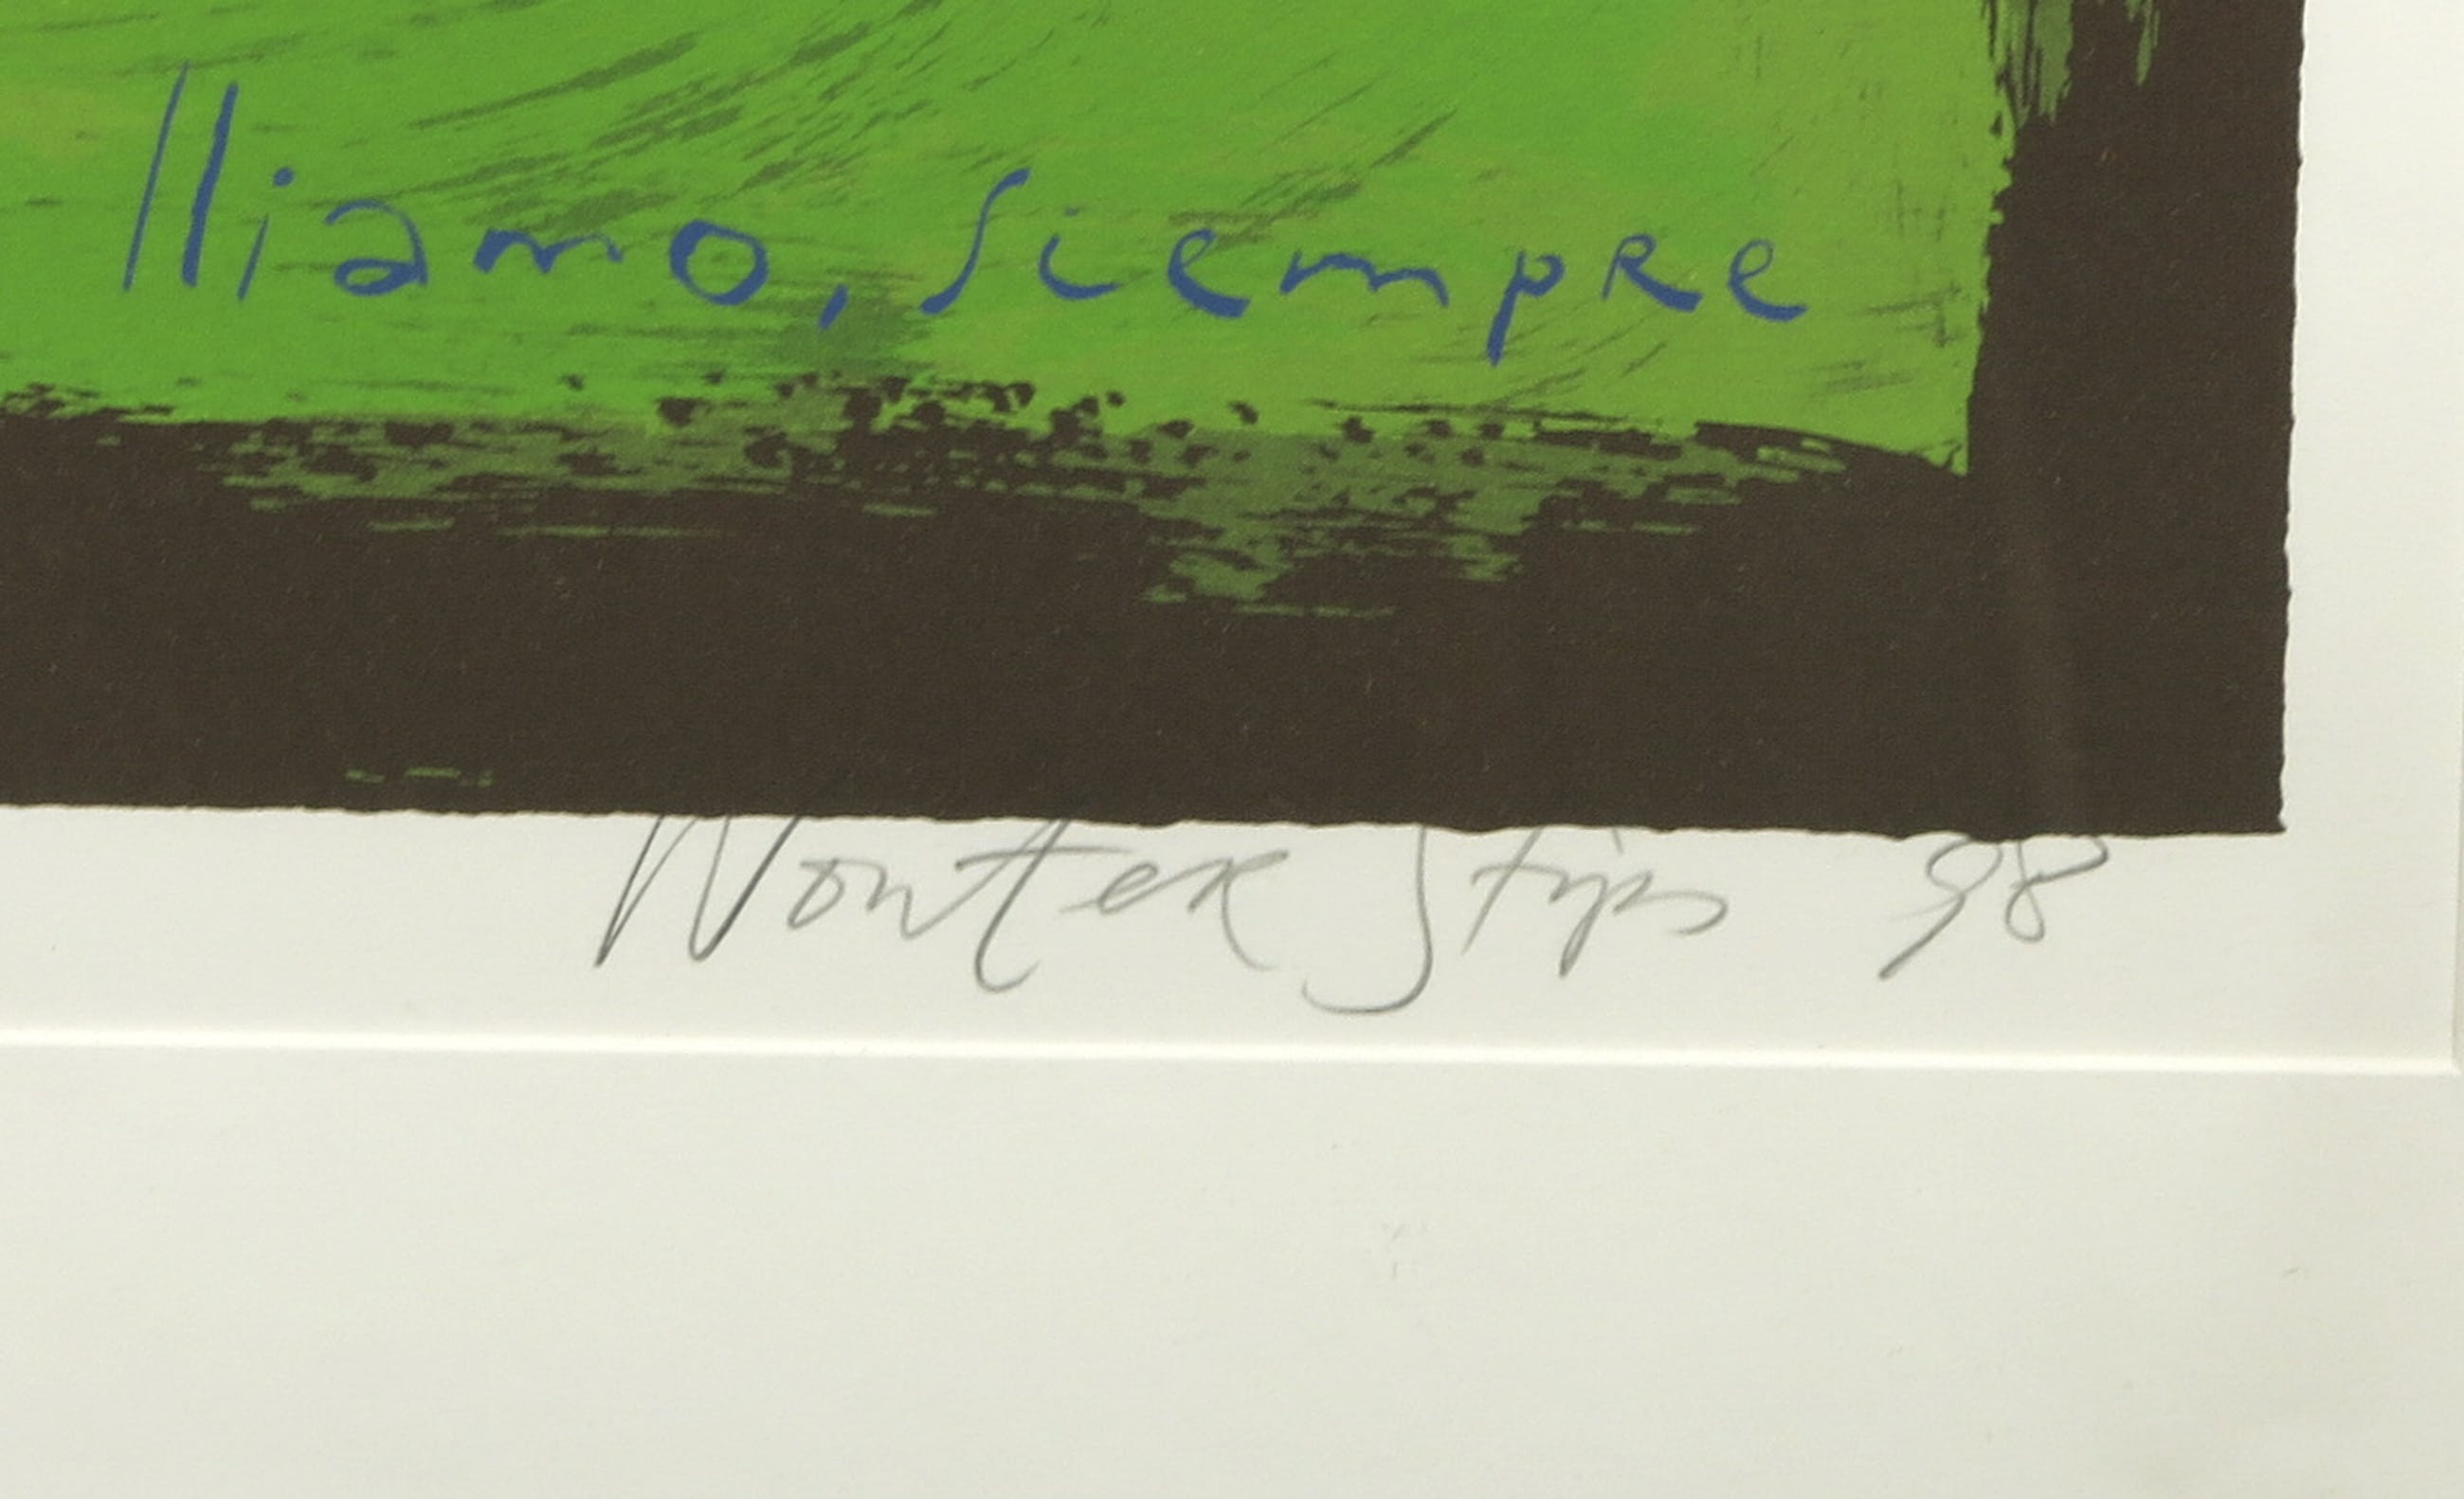 lliamo, siempre
Wouter Stips 98